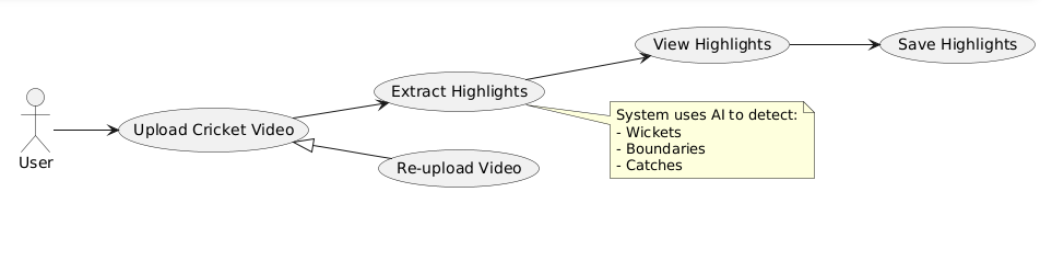 View Highlights
Save Highlights
Extract Highlights
System uses AI to detect:
- Wickets
- Boundaries
- Catches
Upload Cricket Video
User
Re-upload Video